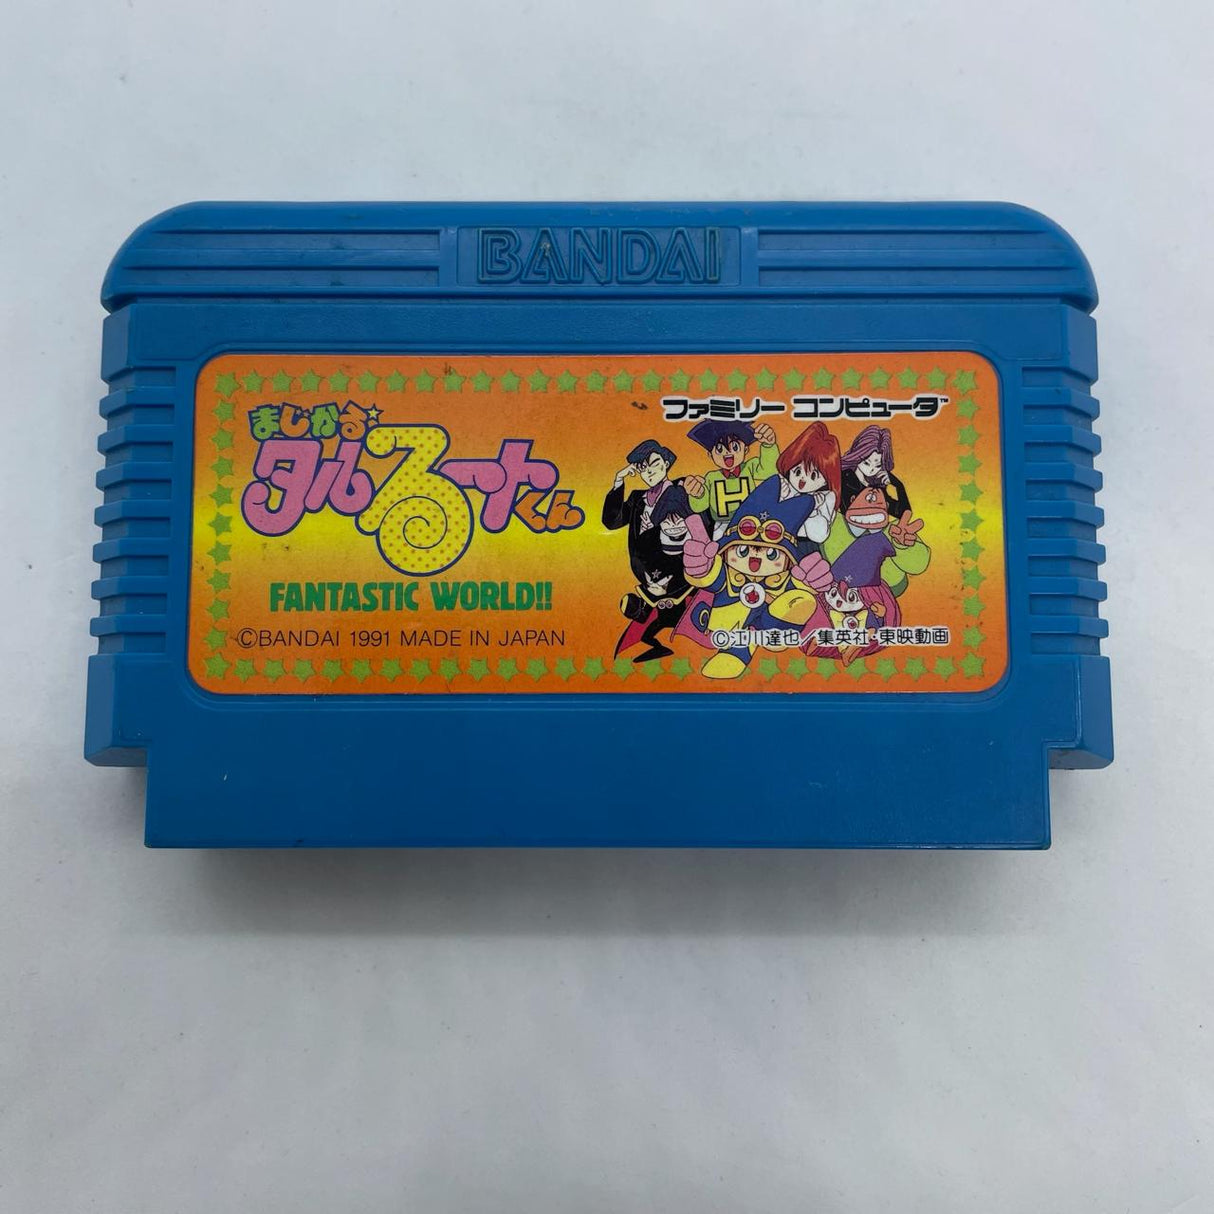 BANDAI
ファミリー コンピュータ™
まじかる★
タルるートくん
FANTASTIC WORLD!!
H
©BANDAI 1991 MADE IN JAPAN
©江川達也/集英社・東映動画